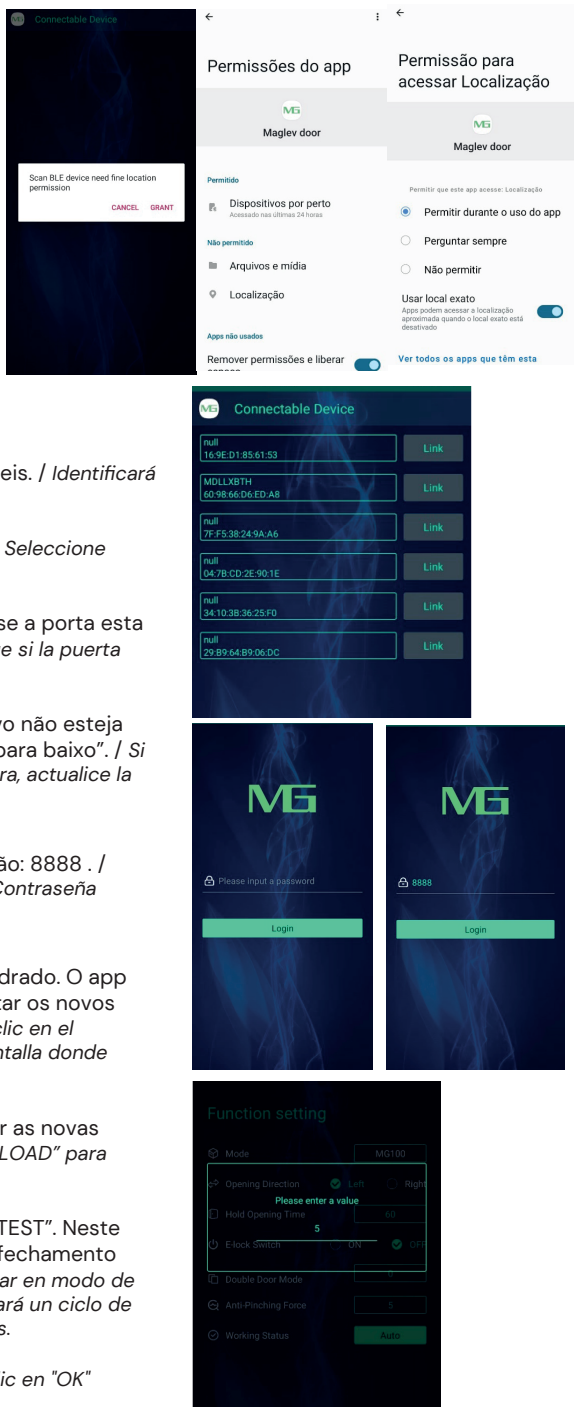 MG Connectable Device
Scan BLE device need fine location
permission
CANCEL GRANT
Permissões do app
MG
Maglev door
Permitido
Dispositivos por perto
Acessado nas últimas 24 horas
Não permitido
Arquivos e mídia
Localização
Apps não usados
Remover permissões e liberar
Permissão para
acessar Localização
MG
Maglev door
Permitir que este app acesse: Localização
Permitir durante o uso do app
Perguntar sempre
Não permitir
Usar local exato
Apps podem acessar a localização
aproximada quando o local exato está
desativado
Ver todos os apps que têm esta
eis. / Identificará
Seleccione
se a porta esta
e si la puerta
vo não esteja
para baixo”. / Si
ra, actualice la
ão: 8888 . /
Contraseña
drado. O app
tar os novos
clic en el
ntalla donde
r as novas
LOAD” para
TEST”. Neste
fechamento
ar en modo de
ará un ciclo de
s.
ic en "OK"
MG Connectable Device
null
16:9E:D1:85:61:53
Link
MDLLXBTH
60:98:66:D6:ED:A8
Link
null
7F:F5:38:24:9A:A6
Link
null
04:7B:CD:2E:90:1E
Link
null
34:10:3B:36:25:F0
Link
null
29:B9:64:B9:06:DC
Link
MG
Please input a password
Login
MG
8888
Login
Function setting
Mode MG100
Opening Direction Left Right
Please enter a value
5
Hold Opening Time 60
E-lock Switch ON OFF
Double Door Mode 0
Anti-Pinching Force 5
Working Status Auto